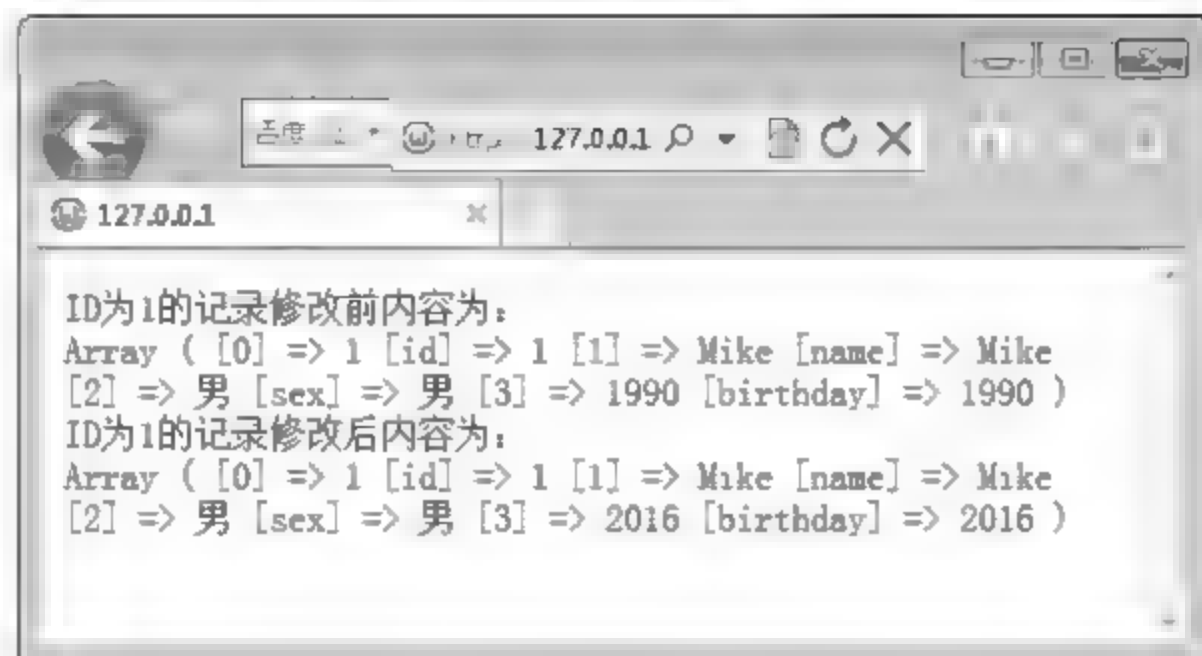 127.0.0.1
127.0.0.1
ID为1的记录修改前内容为:
Array ( [0] => 1 [id] => 1 [1] => Mike [name] => Mike
[2] => 男 [sex] => 男 [3] => 1990 [birthday] => 1990 )
ID为1的记录修改后内容为:
Array ( [0] => 1 [id] => 1 [1] => Mike [name] => Mike
[2] => 男 [sex] => 男 [3] => 2016 [birthday] => 2016 )